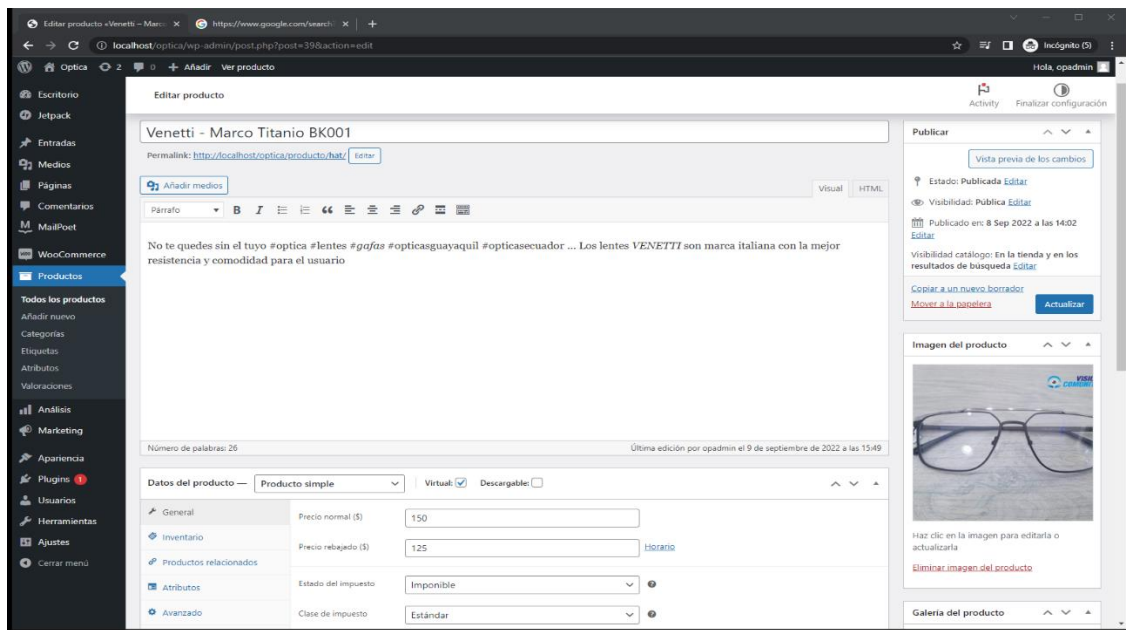 Editar producto «Venetti – Marco
https://www.google.com/search
localhost/optica/wp-admin/post.php?post=39&action=edit
Incógnito (5)
Optica
2
0
Añadir
Ver producto
Hola, opadmin
Escritorio
Jetpack
Entradas
Medios
Páginas
Comentarios
MailPoet
WooCommerce
Productos
Todos los productos
Añadir nuevo
Categorías
Etiquetas
Atributos
Valoraciones
Análisis
Marketing
Apariencia
Plugins 1
Usuarios
Herramientas
Ajustes
Cerrar menú
Editar producto
Activity
Finalizar configuración
Venetti - Marco Titanio BK001
Permalink: http://localhost/optica/producto/hat/ Editar
Añadir medios
Visual HTML
Párrafo
No te quedes sin el tuyo #optica #lentes #gafas #opticasguayaquil #opticasecuador ... Los lentes VENETTI son marca italiana con la mejor
resistencia y comodidad para el usuario
Número de palabras: 26
Última edición por opadmin el 9 de septiembre de 2022 a las 15:49
Datos del producto — Producto simple Virtual: Descargable:
General
Inventario
Productos relacionados
Atributos
Avanzado
Precio normal ($) 150
Precio rebajado ($) 125 Horario
Estado del impuesto Imponible
Clase de impuesto Estándar
Publicar
Vista previa de los cambios
Estado: Publicada Editar
Visibilidad: Pública Editar
Publicado en: 8 Sep 2022 a las 14:02
Editar
Visibilidad catálogo: En la tienda y en los
resultados de búsqueda Editar
Copiar a un nuevo borrador
Mover a la papelera
Actualizar
Imagen del producto
Haz clic en la imagen para editarla o
actualizarla
Eliminar imagen del producto
Galería del producto